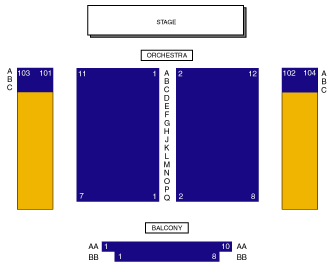 STAGE
ORCHESTRA
A 103 101 11 1 A 2 12 102 104 A
B B B
C C C
D
E
F
G
H
J
K
L
M
N
O
P
7 1 Q 2 8
BALCONY
AA 1 10 AA
BB 1 8 BB